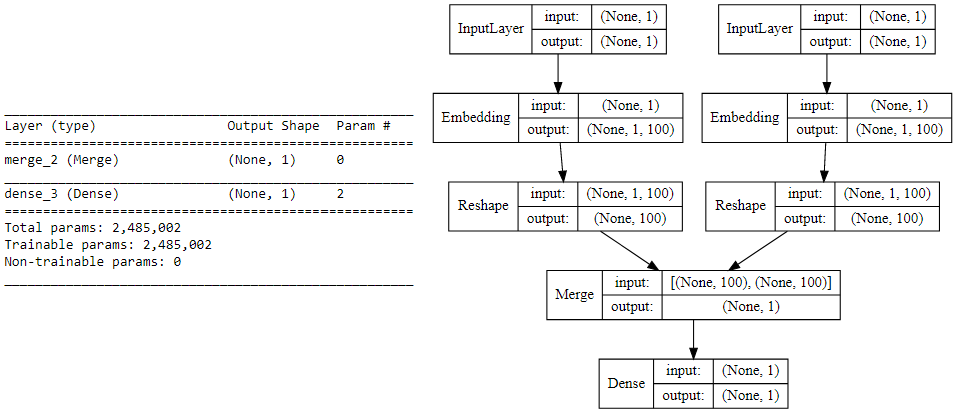 Layer (type) Output Shape Param #
merge_2 (Merge) (None, 1) 0
dense_3 (Dense) (None, 1) 2
Total params: 2,485,002
Trainable params: 2,485,002
Non-trainable params: 0
InputLayer
input: (None, 1)
output: (None, 1)
InputLayer
input: (None, 1)
output: (None, 1)
Embedding
input: (None, 1)
output: (None, 1, 100)
Embedding
input: (None, 1)
output: (None, 1, 100)
Reshape
input: (None, 1, 100)
output: (None, 100)
Reshape
input: (None, 1, 100)
output: (None, 100)
Merge
input: [(None, 100), (None, 100)]
output: (None, 1)
Dense
input: (None, 1)
output: (None, 1)